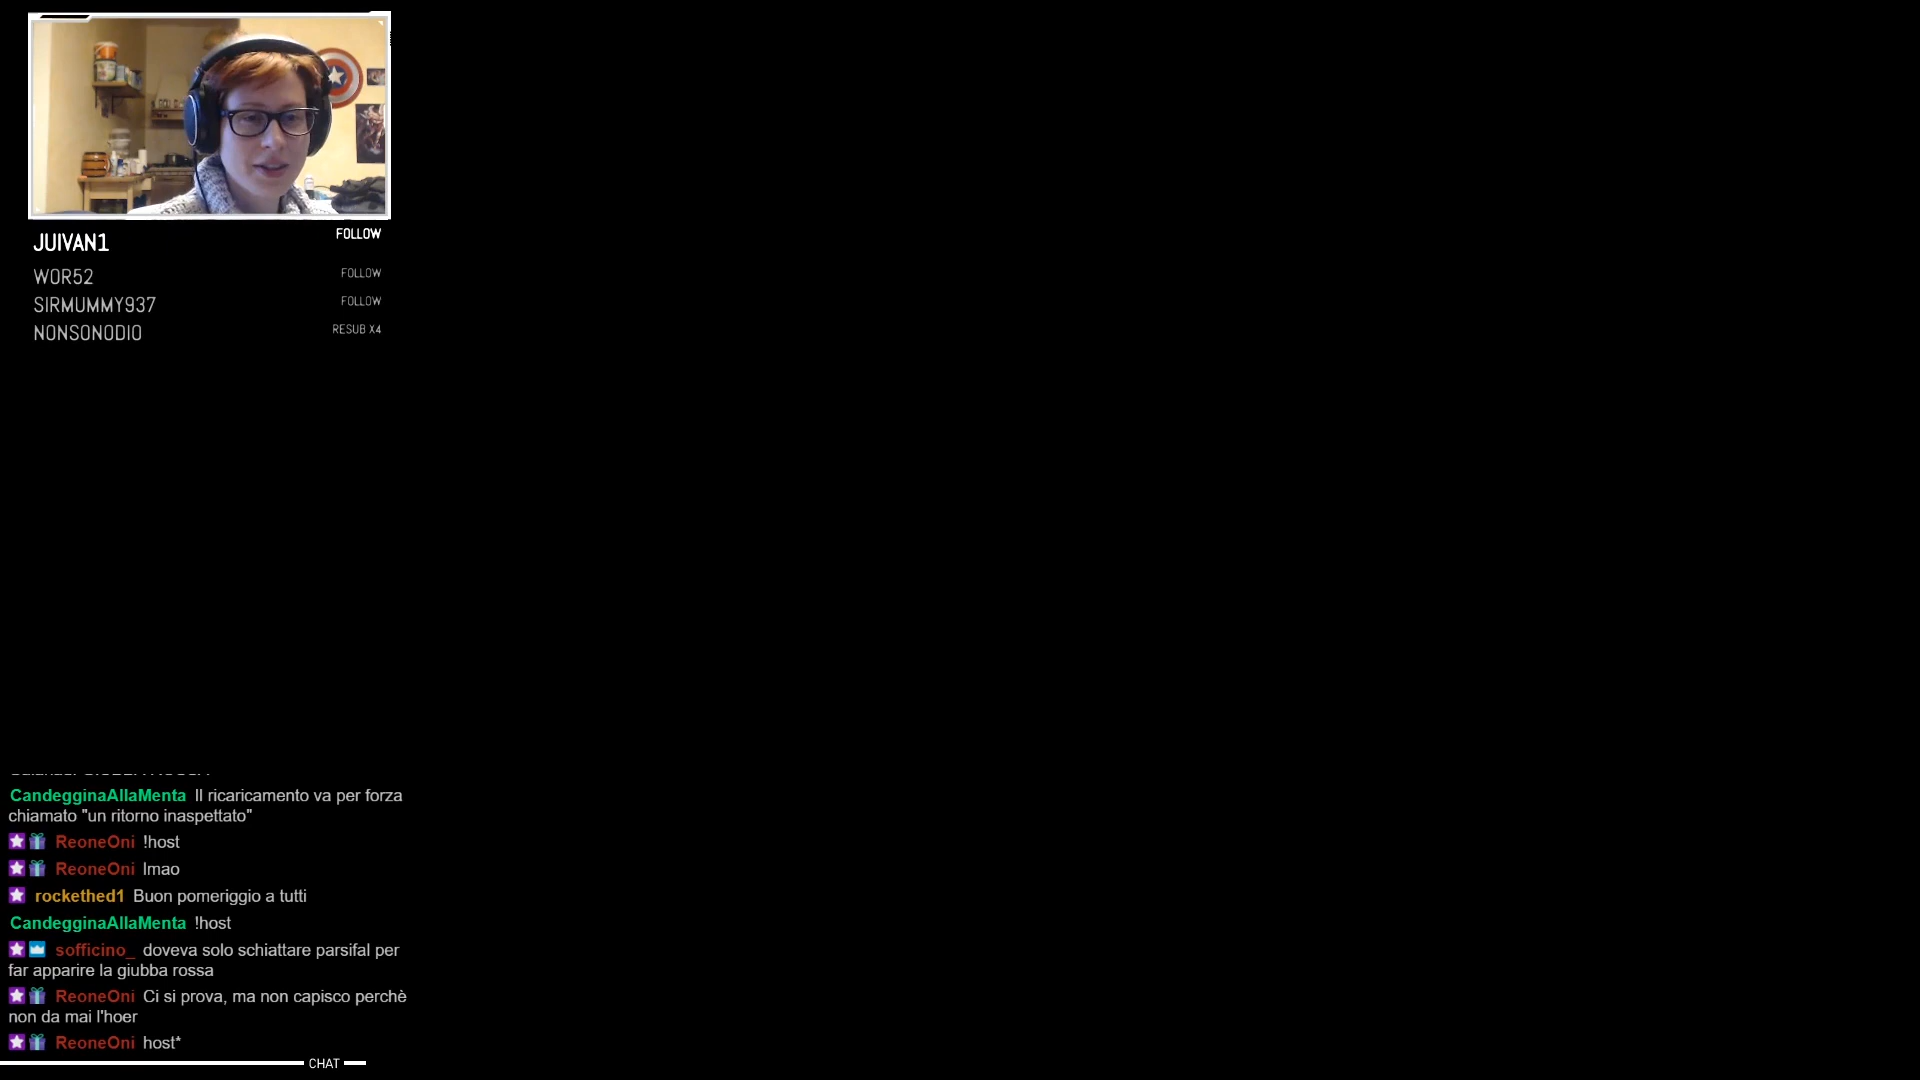 JUIVAN1 FOLLOW
WOR52 FOLLOW
SIRMUMMY937 FOLLOW
NONSONODIO RESUB X4
CandegginaAllaMenta Il ricaricamento va per forza
chiamato "un ritorno inaspettato"
ReoneOni !host
ReoneOni lmao
rockethed1 Buon pomeriggio a tutti
CandegginaAllaMenta !host
sofficino_ doveva solo schiattare parsifal per
far apparire la giubba rossa
ReoneOni Ci si prova, ma non capisco perchè
non da mai l'hoer
ReoneOni host*
CHAT